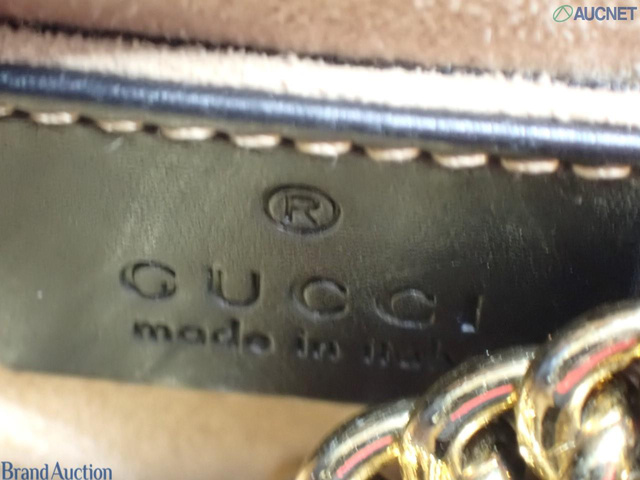 AUCNET
®
GUCCI
made in Italy
Brand Auction